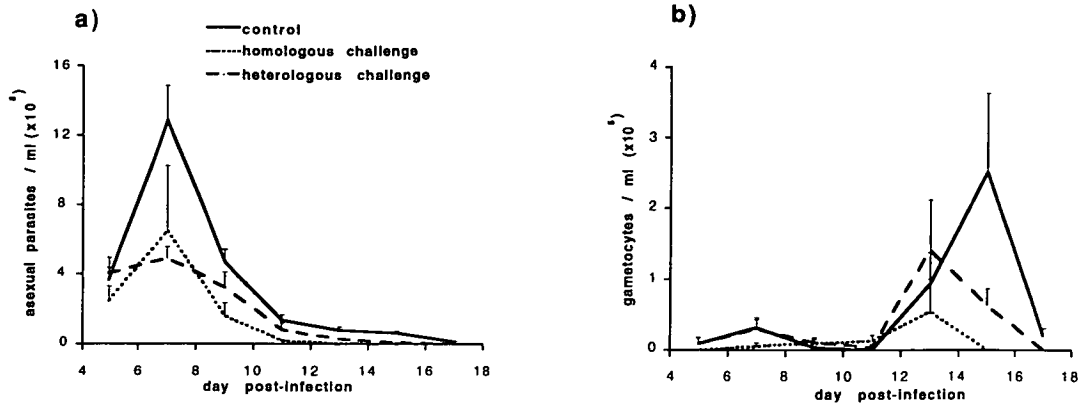 a)
control
homologous challenge
heterologous challenge
16
12
8
4
0
4 6 8 10 12 14 16 18
day post-infection
asexual parasites / ml (x10⁸)
b)
4
3
2
1
0
4 6 8 10 12 14 16 18
day post-infection
gametocytes / ml (x10